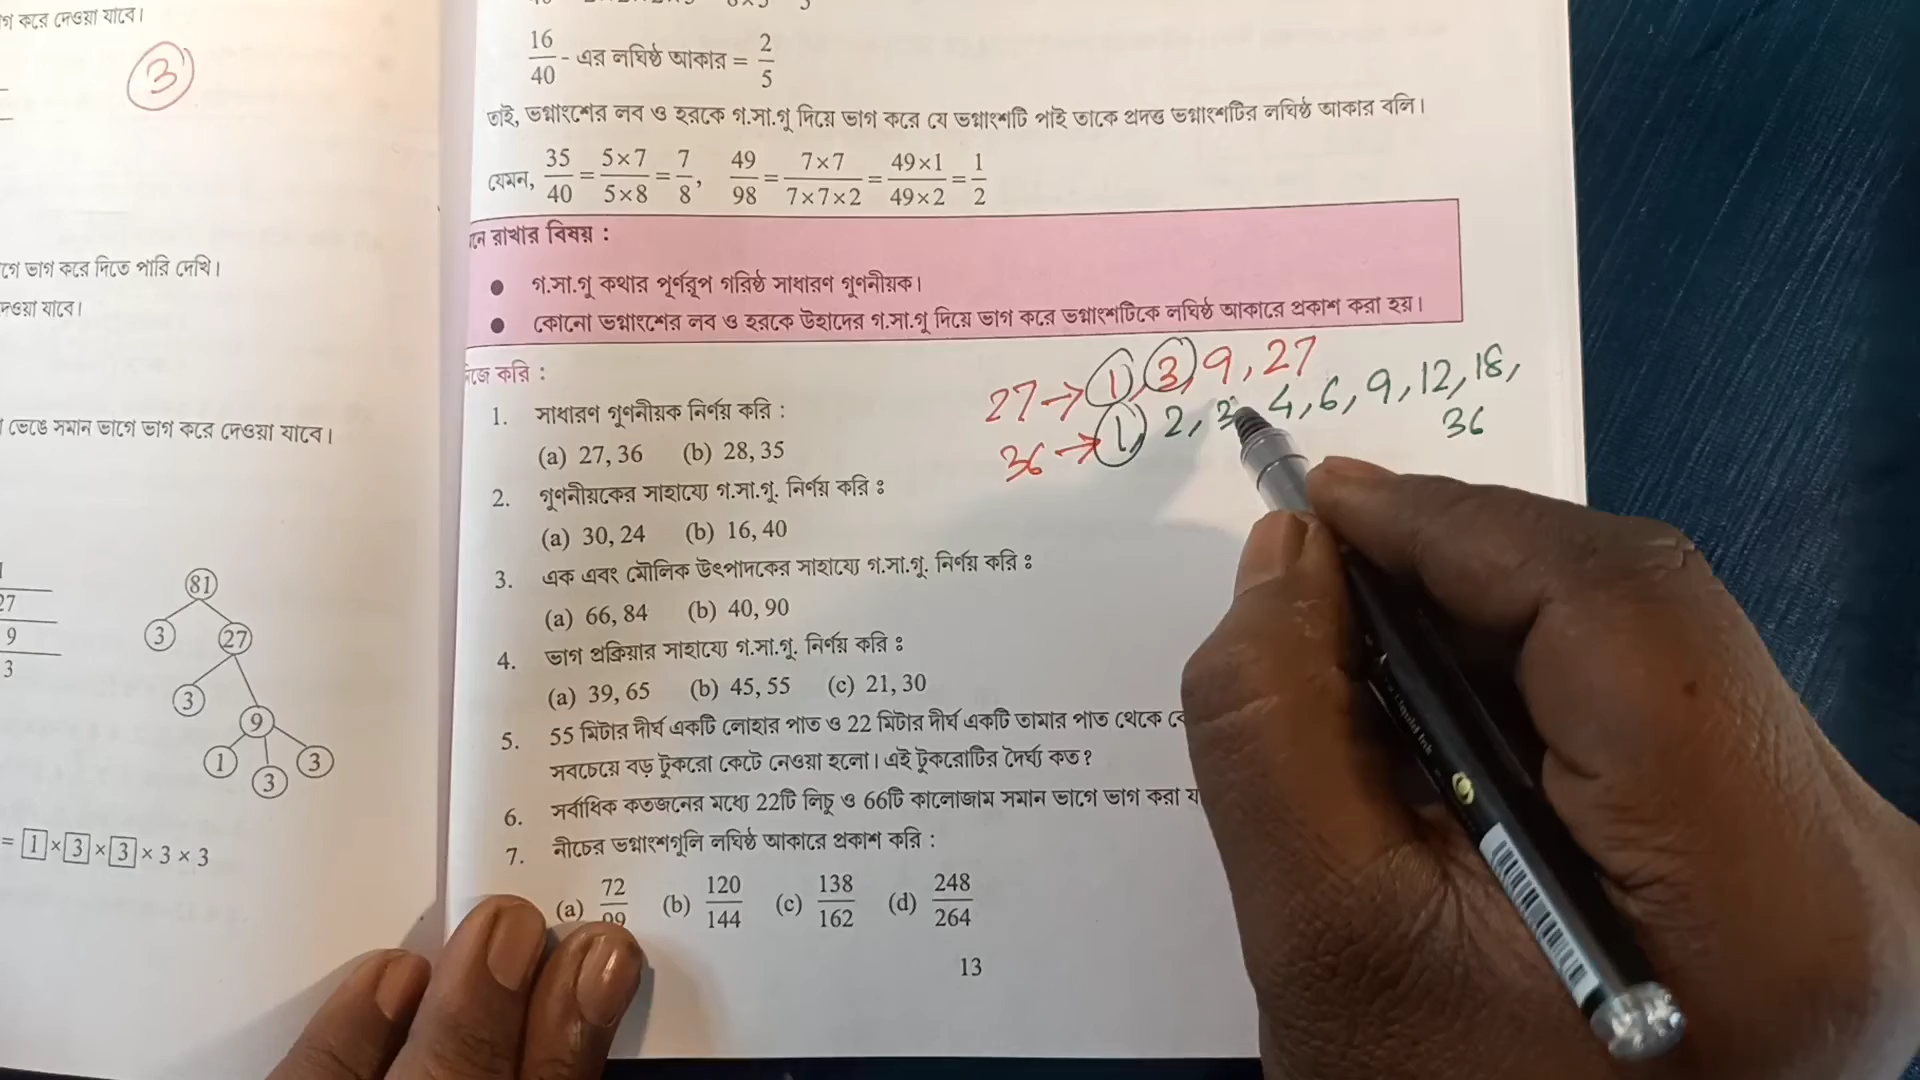 গ করে দেওয়া যাবে।
3
গে ভাগ করে দিতে পারি দেখি।
দেওয়া যাবে।
ভেঙে সমান ভাগে ভাগ করে দেওয়া যাবে।
27
9
3
81
3 27
3 9
1 3 3
= 1 × 3 × 3 × 3 × 3
16/40 - এর লঘিষ্ঠ আকার = 2/5
তাই, ভগ্নাংশের লব ও হরকে গ.সা.গু দিয়ে ভাগ করে যে ভগ্নাংশটি পাই তাকে প্রদত্ত ভগ্নাংশটির লঘিষ্ঠ আকার বলি।
যেমন, 35/40 = 5×7/5×8 = 7/8, 49/98 = 7×7/7×7×2 = 49×1/49×2 = 1/2
নে রাখার বিষয় :
● গ.সা.গু কথার পূর্ণরূপ গরিষ্ঠ সাধারণ গুণনীয়ক।
● কোনো ভগ্নাংশের লব ও হরকে উহাদের গ.সা.গু দিয়ে ভাগ করে ভগ্নাংশটিকে লঘিষ্ঠ আকারে প্রকাশ করা হয়।
নিজে করি :
27→1, 3, 9, 27
36→1, 2, 3, 4, 6, 9, 12, 18,
36
1. সাধারণ গুণনীয়ক নির্ণয় করি :
(a) 27, 36 (b) 28, 35
2. গুণনীয়কের সাহায্যে গ.সা.গু. নির্ণয় করি ঃ
(a) 30, 24 (b) 16, 40
3. এক এবং মৌলিক উৎপাদকের সাহায্যে গ.সা.গু. নির্ণয় করি ঃ
(a) 66, 84 (b) 40, 90
4. ভাগ প্রক্রিয়ার সাহায্যে গ.সা.গু. নির্ণয় করি ঃ
(a) 39, 65 (b) 45, 55 (c) 21, 30
5. 55 মিটার দীর্ঘ একটি লোহার পাত ও 22 মিটার দীর্ঘ একটি তামার পাত থেকে
সবচেয়ে বড় টুকরো কেটে নেওয়া হলো। এই টুকরোটির দৈর্ঘ্য কত?
6. সর্বাধিক কতজনের মধ্যে 22টি লিচু ও 66টি কালোজাম সমান ভাগে ভাগ করা
7. নীচের ভগ্নাংশগুলি লঘিষ্ঠ আকারে প্রকাশ করি :
(a) 72/99 (b) 120/144 (c) 138/162 (d) 248/264
13